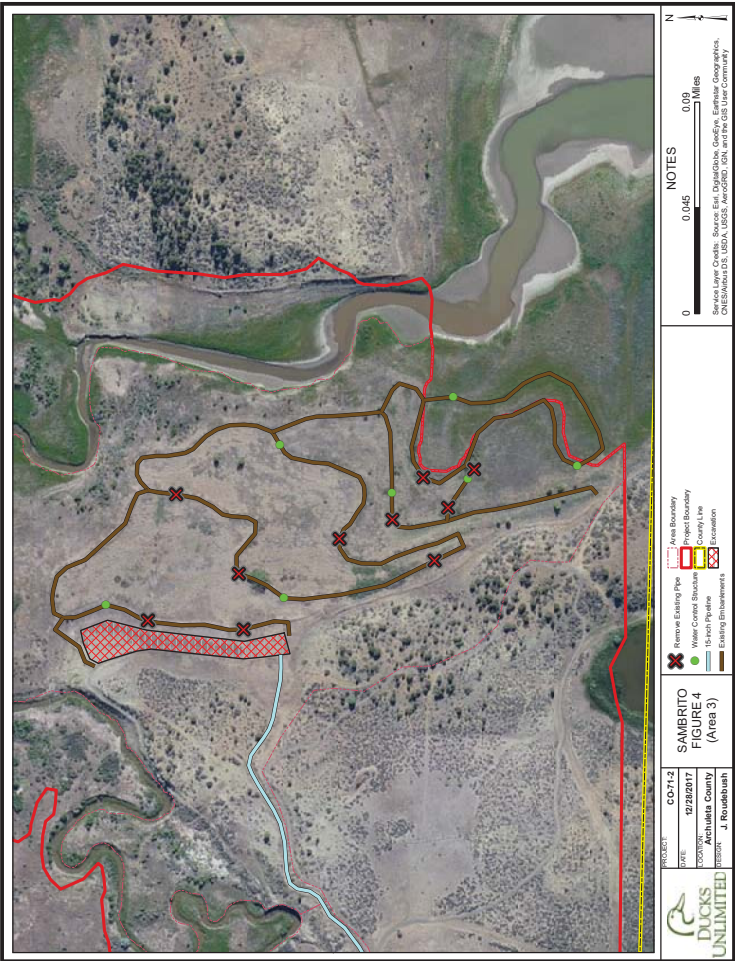 DUCKS
UNLIMITED
PROJECT: CO-71-2
DATE: 12/28/2017
LOCATION: Archuleta County
DESIGN: J. Roudebush
SAMBRITO
FIGURE 4
(Area 3)
Remove Existing Pipe
Water Control Structure
15-inch Pipeline
Existing Embankments
Area Boundary
Project Boundary
County Line
Excavation
NOTES
0 0.045 0.09
Miles
Service Layer Credits: Source: Esri, DigitalGlobe, GeoEye, Earthstar Geographics,
CNES/Airbus DS, USDA, USGS, AeroGRID, IGN, and the GIS User Community
N